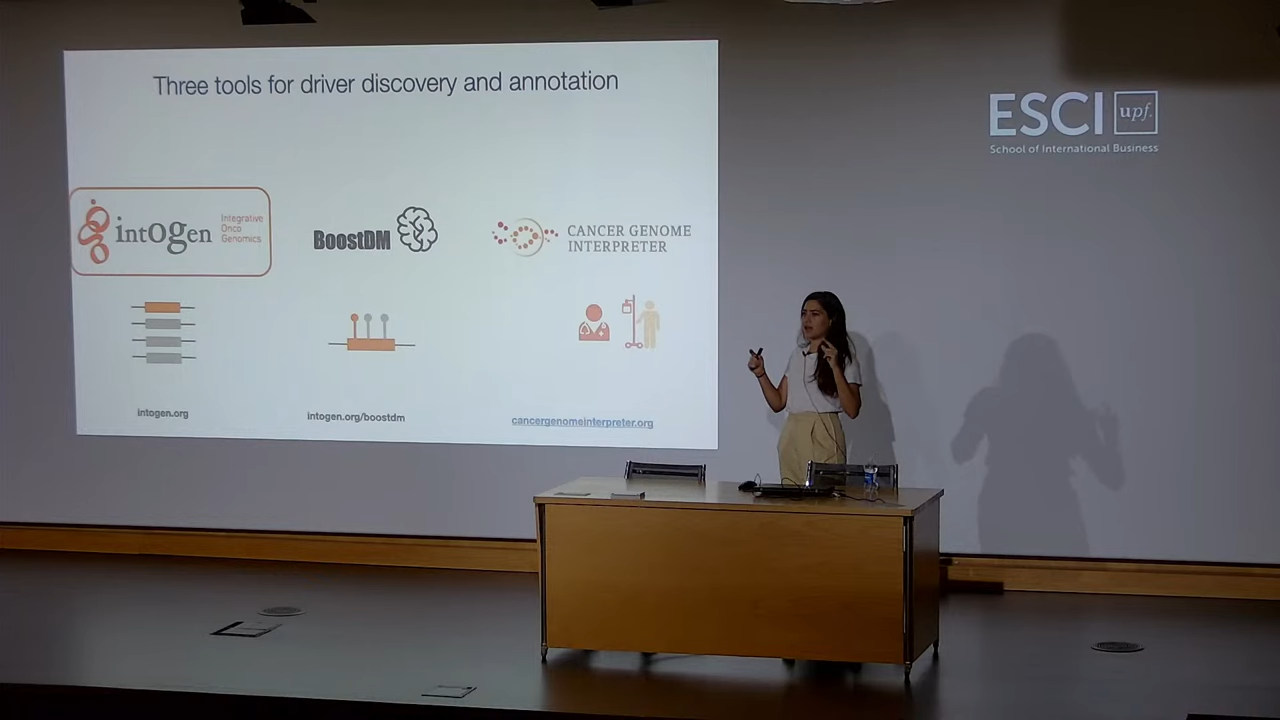 Three tools for driver discovery and annotation
intOgen
Integrative
Onco
Genomics
BoostDM
CANCER GENOME
INTERPRETER
intogen.org
intogen.org/boostdm
cancergenomeinterpreter.org
ESCI upf.
School of International Business